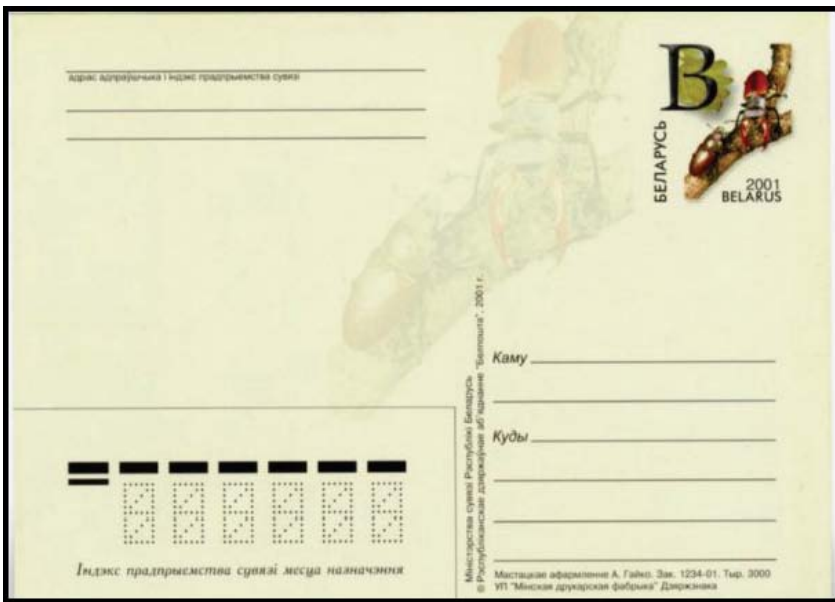 адрас адпраўшчыка і індэкс прадпрыемства сувязі
B
БЕЛАРУСЬ
2001
BELARUS
Каму
Куды
Міністэрства сувязі Рэспублікі Беларусь
© Рэспубліканскае дзяржаўнае аб'яднанне "Белпошта", 2001 г.
Індэкс прадпрыемства сувязі месца назначэння
Мастацкае афармленне А. Гайко. Зак. 1234-01. Тыр. 3000
УП "Мінская друкарская фабрыка" Дзяржзнака